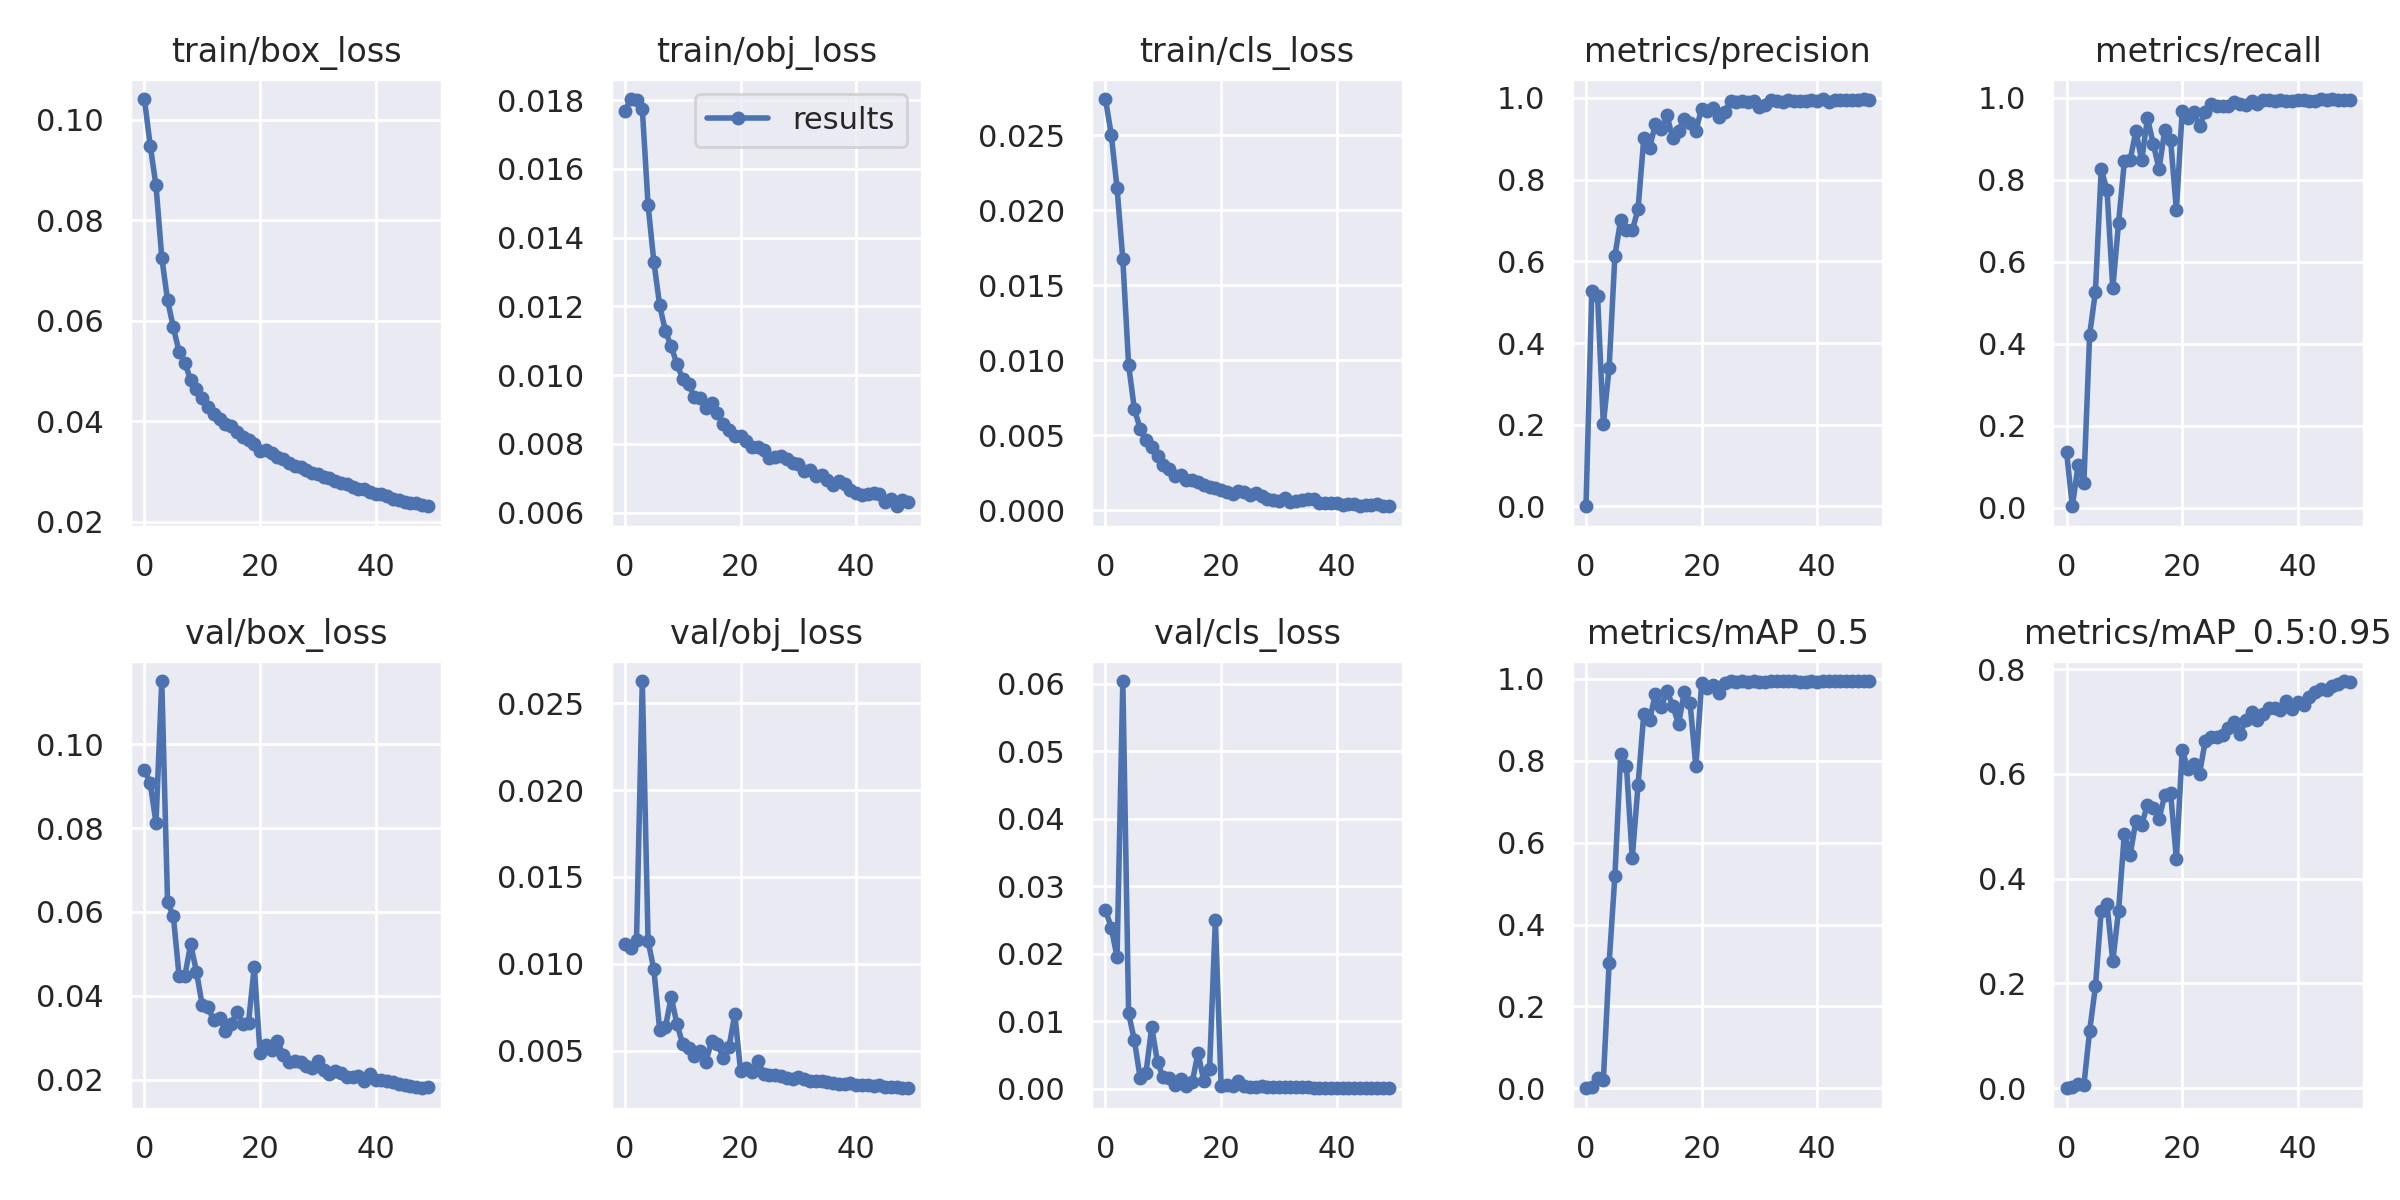 train/box_loss
0.10
0.08
0.06
0.04
0.02
0 20 40
train/obj_loss
results
0.018
0.016
0.014
0.012
0.010
0.008
0.006
0 20 40
train/cls_loss
0.025
0.020
0.015
0.010
0.005
0.000
0 20 40
metrics/precision
1.0
0.8
0.6
0.4
0.2
0.0
0 20 40
metrics/recall
1.0
0.8
0.6
0.4
0.2
0.0
0 20 40
val/box_loss
0.10
0.08
0.06
0.04
0.02
0 20 40
val/obj_loss
0.025
0.020
0.015
0.010
0.005
0 20 40
val/cls_loss
0.06
0.05
0.04
0.03
0.02
0.01
0.00
0 20 40
metrics/mAP_0.5
1.0
0.8
0.6
0.4
0.2
0.0
0 20 40
metrics/mAP_0.5:0.95
0.8
0.6
0.4
0.2
0.0
0 20 40